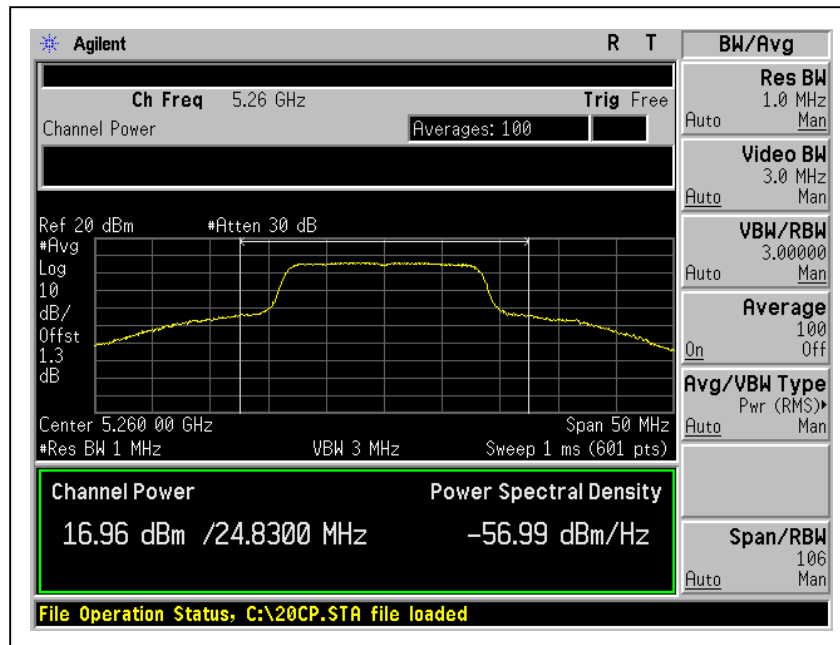 Agilent R T BW/Avg
Ch Freq 5.26 GHz Trig Free
Channel Power Averages: 100
Res BW
1.0 MHz
Auto Man
Video BW
3.0 MHz
Auto Man
VBW/RBW
3.00000
Auto Man
Average
100
On Off
Avg/VBW Type
Pwr (RMS)▸
Auto Man
Span/RBW
106
Auto Man
Ref 20 dBm #Atten 30 dB
#Avg
Log
10
dB/
Offst
1.3
dB
Center 5.260 00 GHz Span 50 MHz
#Res BW 1 MHz VBW 3 MHz Sweep 1 ms (601 pts)
Channel Power Power Spectral Density
16.96 dBm /24.8300 MHz -56.99 dBm/Hz
File Operation Status, C:\20CP.STA file loaded